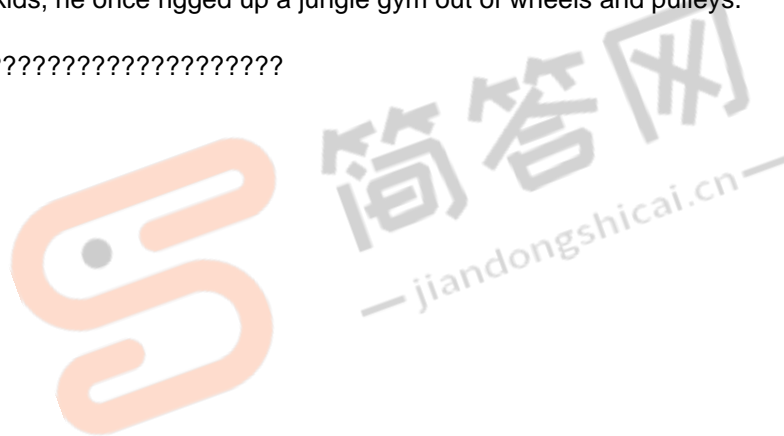 kids, he once rigged up a jungle gym out of wheels and pulleys.
???????????????????
简答网
jiandongshicai.cn